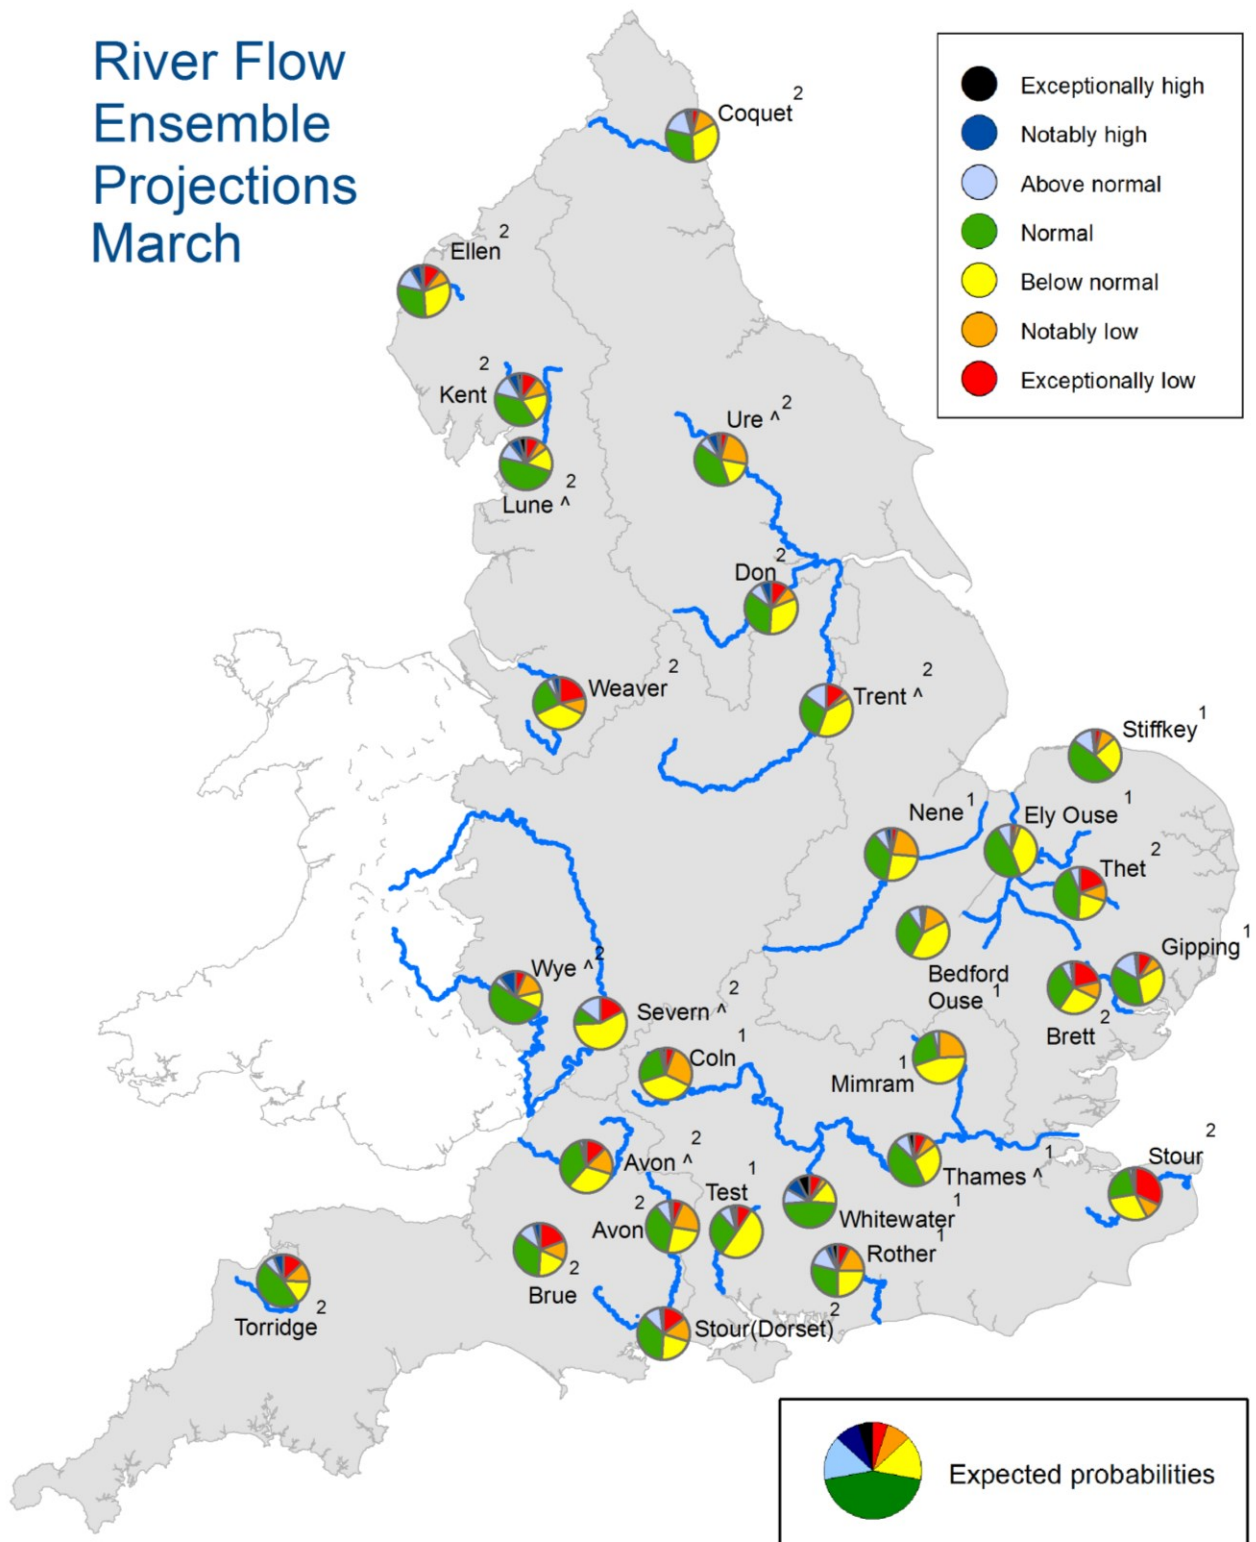 River Flow
Ensemble
Projections
March
Exceptionally high
Notably high
Above normal
Normal
Below normal
Notably low
Exceptionally low
Coquet 2
Ellen 2
2
Kent
Ure ^ 2
2
Lune ^
2
Don
Weaver 2
Trent ^ 2
Stiffkey 1
Nene 1
Ely Ouse 1
Thet 2
Gipping 1
Bedford
Ouse 1
Brett 2
Wye ^ 2
Severn ^ 2
Coln 1
1
Mimram
Avon ^ 2
Test 1
Thames ^ 1
Stour 2
2
Avon
Whitewater 1
Rother 1
2
Brue
2
Torridge
Stour(Dorset) 2
Expected probabilities